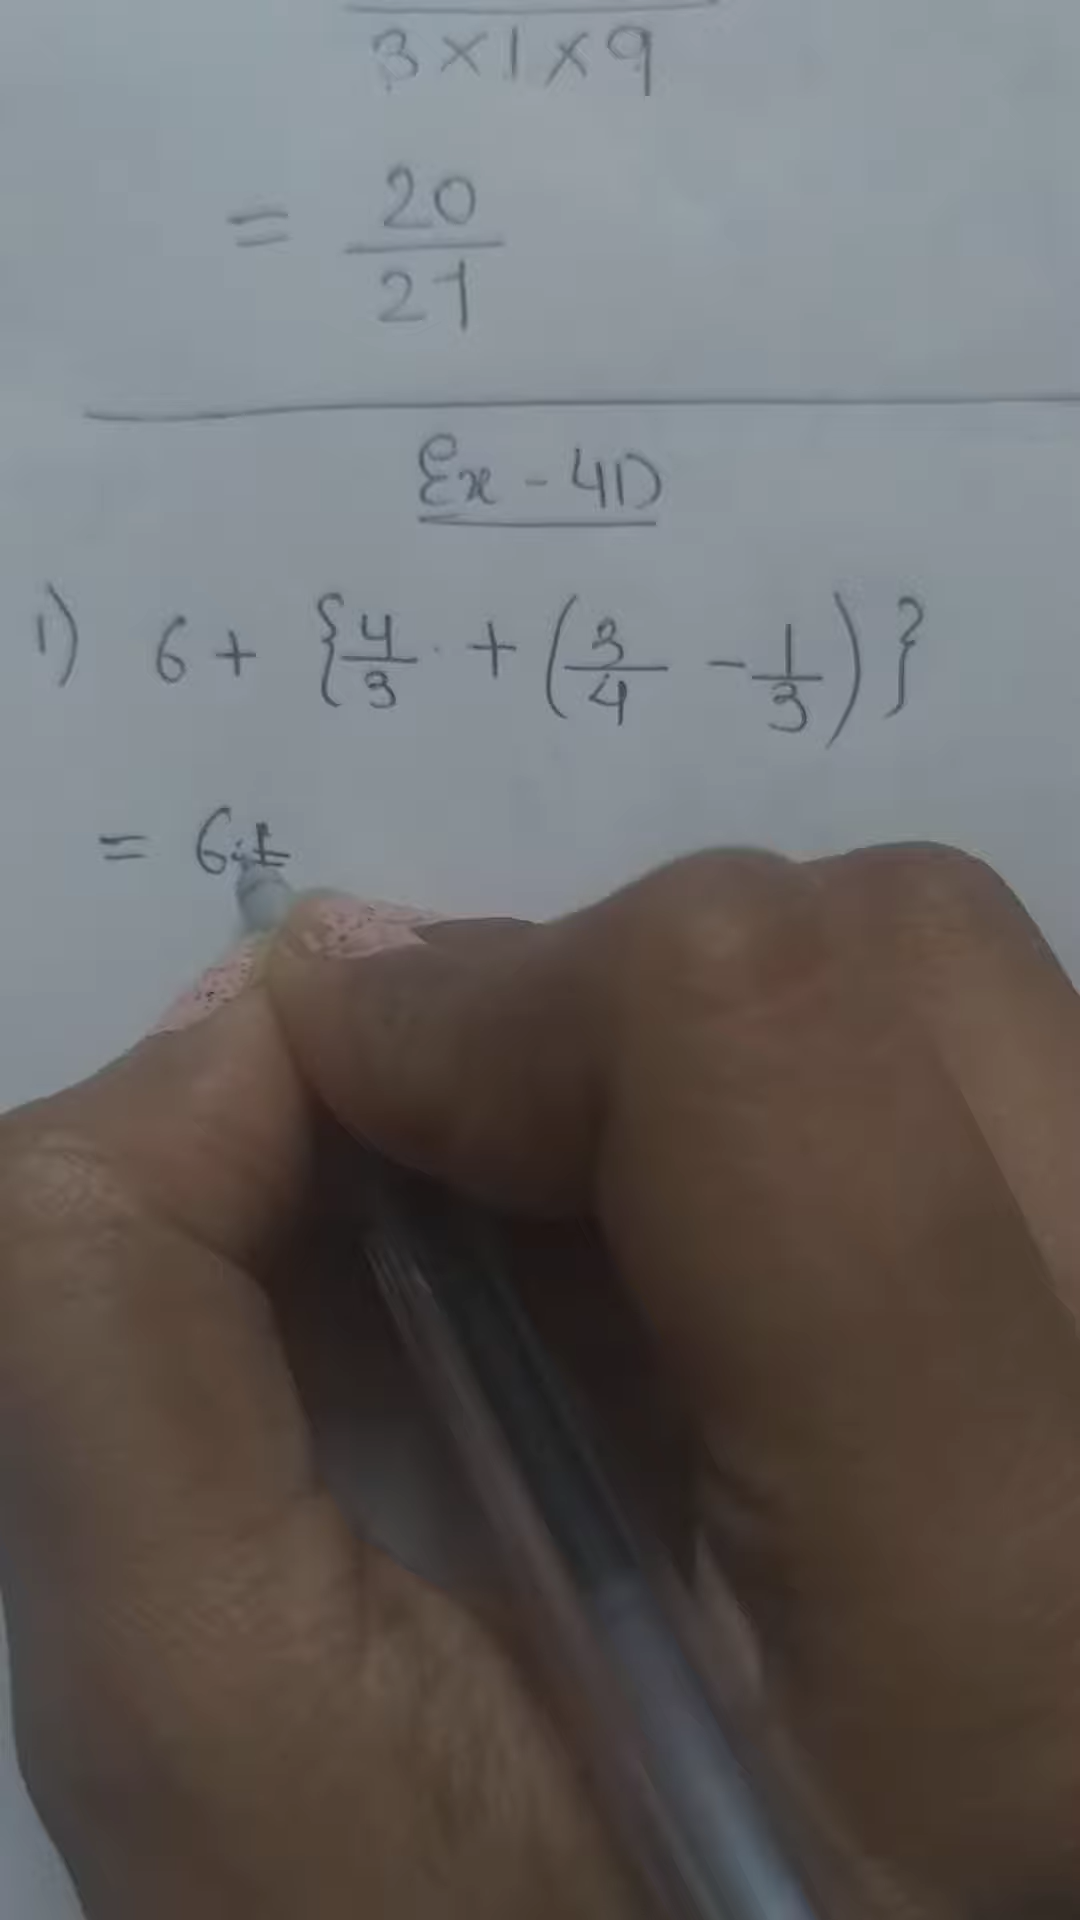 3 × 1 × 9
= 20/21
Ex - 4D
1) 6 + {4/3 + (3/4 - 1/3)}
= 6 +